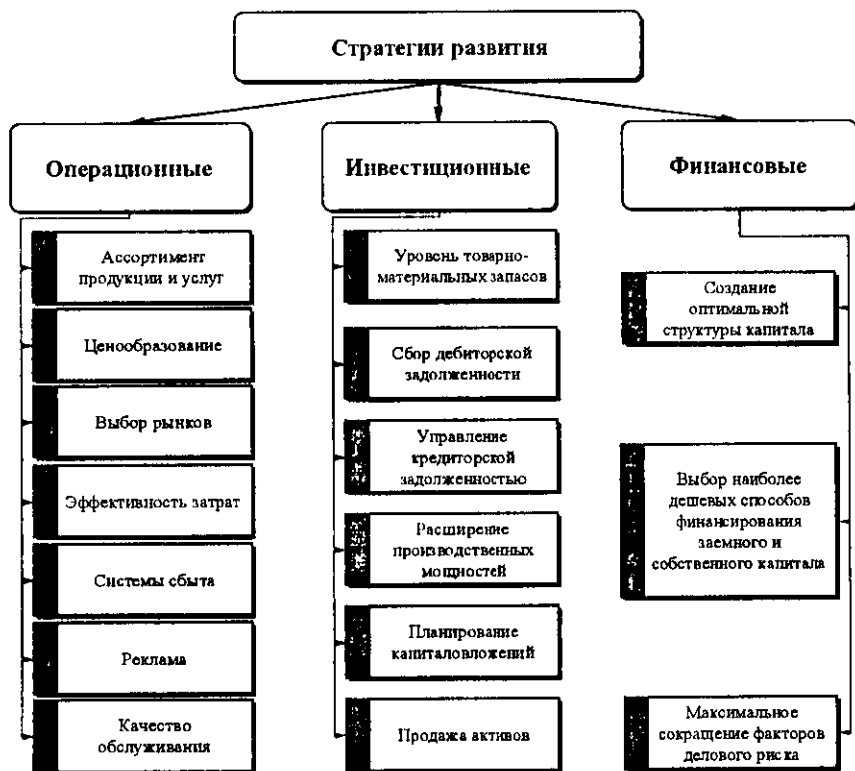 Стратегии развития
Операционные
Инвестиционные
Финансовые
Ассортимент
продукции и услуг
Ценообразование
Выбор рынков
Эффективность затрат
Системы сбыта
Реклама
Качество
обслуживания
Уровень товарно-
материальных запасов
Сбор дебиторской
задолженности
Управление
кредиторской
задолженностью
Расширение
производственных
мощностей
Планирование
капиталовложений
Продажа активов
Создание
оптимальной
структуры капитала
Выбор наиболее
дешевых способов
финансирования
заемного и
собственного капитала
Максимальное
сокращение факторов
делового риска